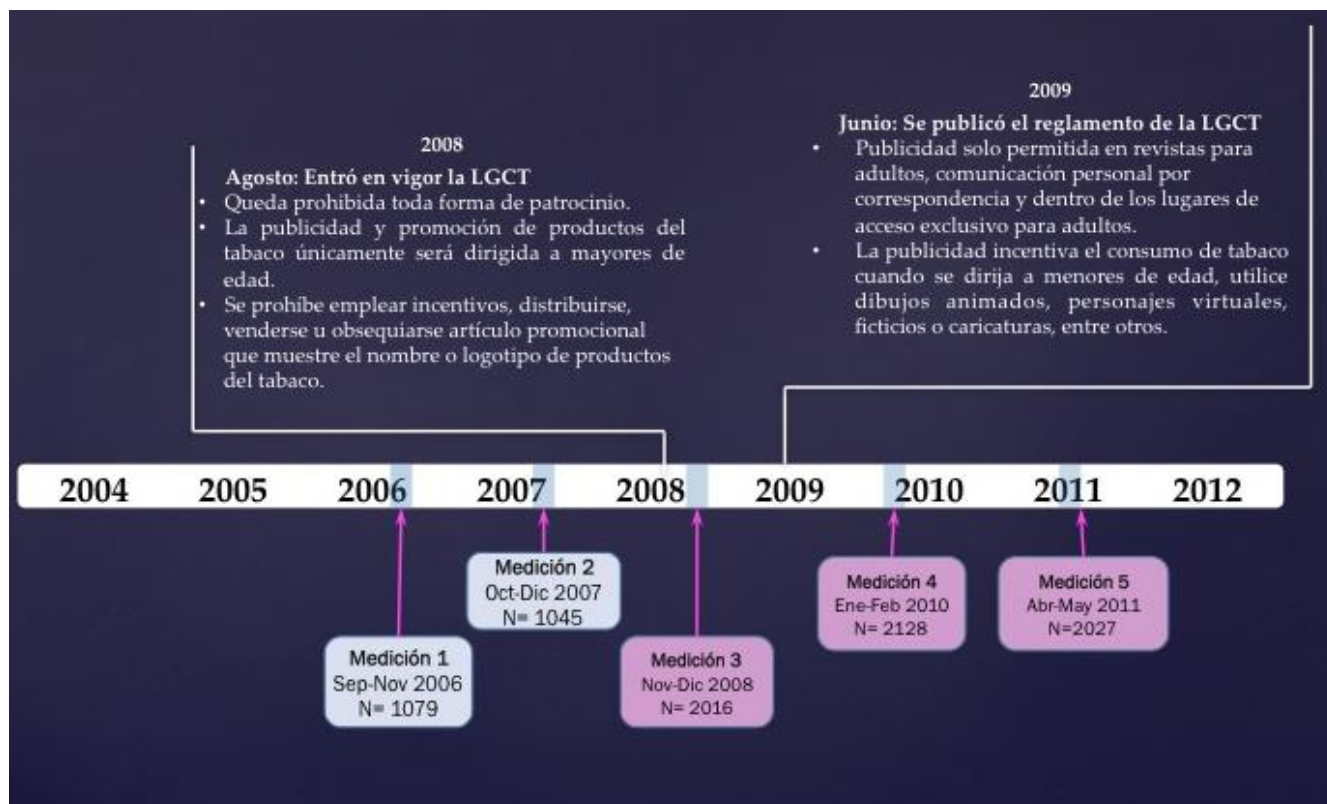 2008
Agosto: Entró en vigor la LGCT
• Queda prohibida toda forma de patrocinio.
• La publicidad y promoción de productos del
tabaco únicamente será dirigida a mayores de
edad.
• Se prohíbe emplear incentivos, distribuirse,
venderse u obsequiarse artículo promocional
que muestre el nombre o logotipo de productos
del tabaco.
2009
Junio: Se publicó el reglamento de la LGCT
• Publicidad solo permitida en revistas para
adultos, comunicación personal por
correspondencia y dentro de los lugares de
acceso exclusivo para adultos.
• La publicidad incentiva el consumo de tabaco
cuando se dirija a menores de edad, utilice
dibujos animados, personajes virtuales,
ficticios o caricaturas, entre otros.
2004 2005 2006 2007 2008 2009 2010 2011 2012
Medición 1
Sep-Nov 2006
N= 1079
Medición 2
Oct-Dic 2007
N= 1045
Medición 3
Nov-Dic 2008
N= 2016
Medición 4
Ene-Feb 2010
N= 2128
Medición 5
Abr-May 2011
N=2027